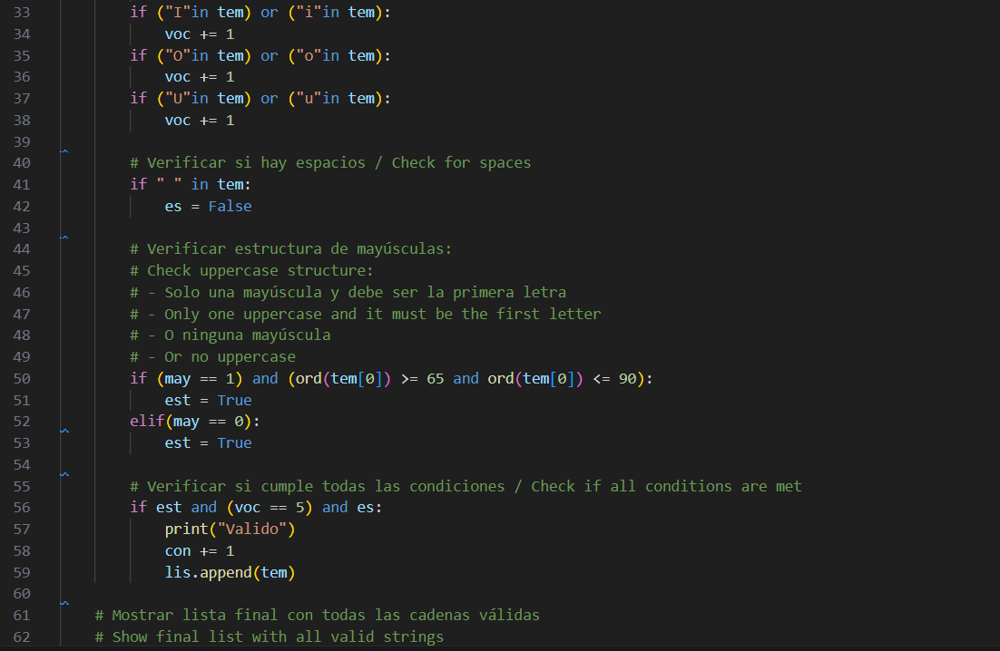 33 if ("I"in tem) or ("i"in tem):
34 voc += 1
35 if ("O"in tem) or ("o"in tem):
36 voc += 1
37 if ("U"in tem) or ("u"in tem):
38 voc += 1
39
40 # Verificar si hay espacios / Check for spaces
41 if " " in tem:
42 es = False
43
44 # Verificar estructura de mayúsculas:
45 # Check uppercase structure:
46 # - Solo una mayúscula y debe ser la primera letra
47 # - Only one uppercase and it must be the first letter
48 # - O ninguna mayúscula
49 # - Or no uppercase
50 if (may == 1) and (ord(tem[0]) >= 65 and ord(tem[0]) <= 90):
51 est = True
52 elif(may == 0):
53 est = True
54
55 # Verificar si cumple todas las condiciones / Check if all conditions are met
56 if est and (voc == 5) and es:
57 print("Valido")
58 con += 1
59 lis.append(tem)
60
61 # Mostrar lista final con todas las cadenas válidas
62 # Show final list with all valid strings